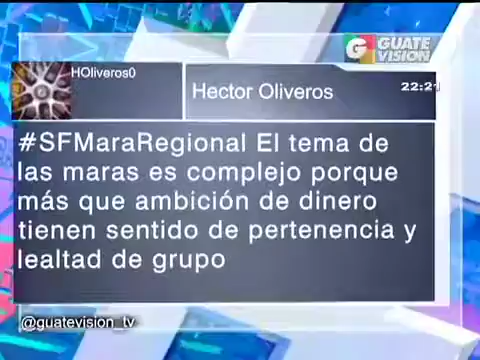 GUATE
VISION
HOliveros0
Hector Oliveros
22:21
#SFMaraRegional El tema de
las maras es complejo porque
más que ambición de dinero
tienen sentido de pertenencia y
lealtad de grupo
@guatevision_tv